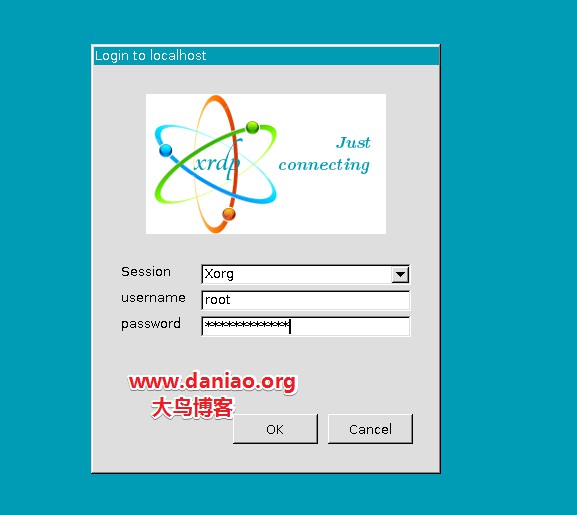 Login to localhost
xrdp
Just
connecting
Session
Xorg
username
root
password
************
www.daniao.org
大鸟博客
OK
Cancel